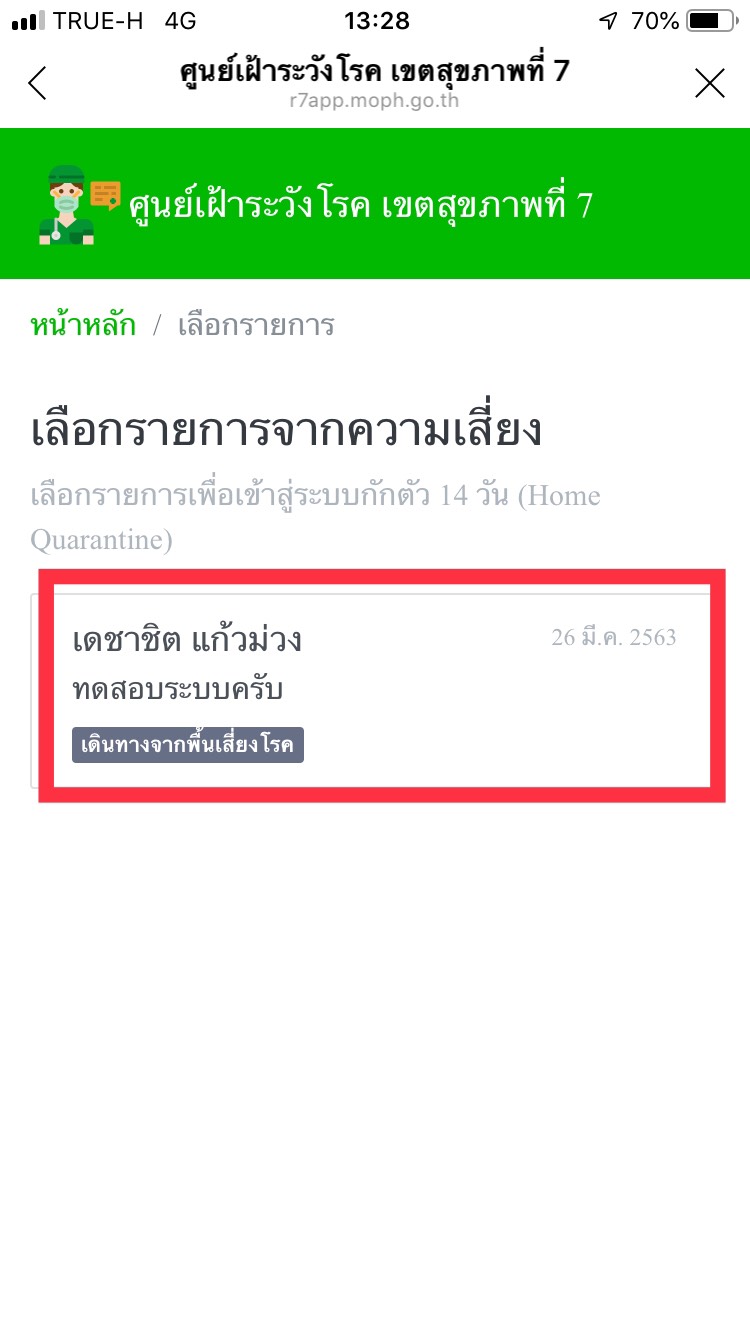 TRUE-H 4G 13:28 70%
ศูนย์เฝ้าระวังโรค เขตสุขภาพที่ 7
r7app.moph.go.th
ศูนย์เฝ้าระวังโรค เขตสุขภาพที่ 7
หน้าหลัก / เลือกรายการ
เลือกรายการจากความเสี่ยง
เลือกรายการเพื่อเข้าสู่ระบบกักตัว 14 วัน (Home
Quarantine)
เดชาชิต แก้วม่วง 26 มี.ค. 2563
ทดสอบระบบครับ
เดินทางจากพื้นเสี่ยงโรค